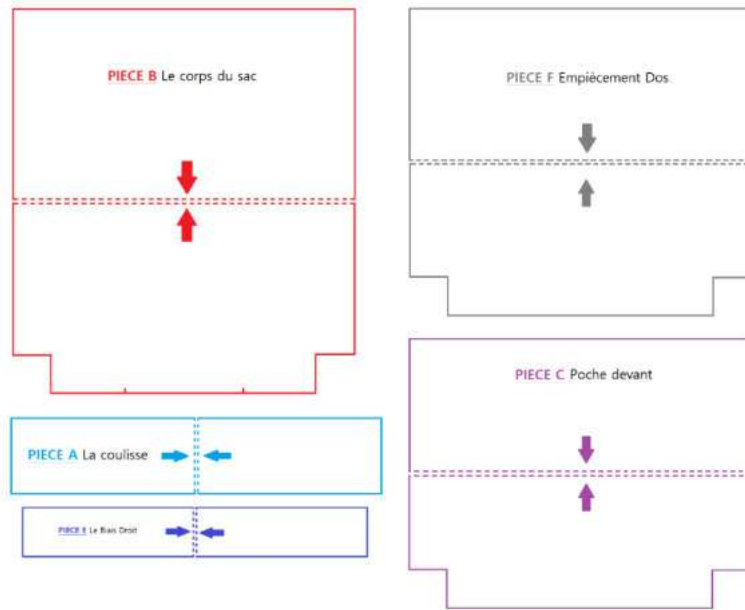 PIECE B Le corps du sac
PIECE F Empiècement Dos
PIECE C Poche devant
PIECE A La coulisse
PIECE E Le Biais Droit